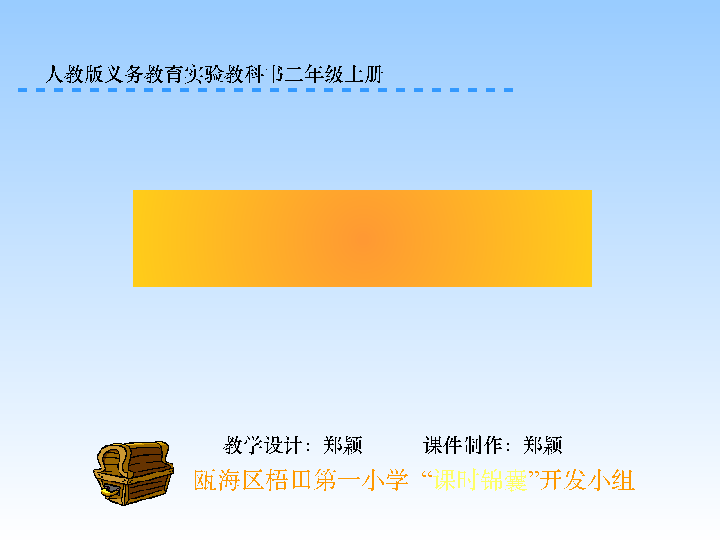 人教版义务教育实验教科书二年级上册
教学设计：郑颖 课件制作：郑颖
瓯海区梧田第一小学 “课时锦囊”开发小组